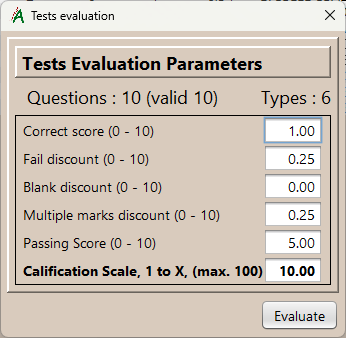 Tests evaluation
Tests Evaluation Parameters
Questions : 10 (valid 10) Types : 6
Correct score (0 - 10) 1.00
Fail discount (0 - 10) 0.25
Blank discount (0 - 10) 0.00
Multiple marks discount (0 - 10) 0.25
Passing Score (0 - 10) 5.00
Calification Scale, 1 to X, (max. 100) 10.00
Evaluate